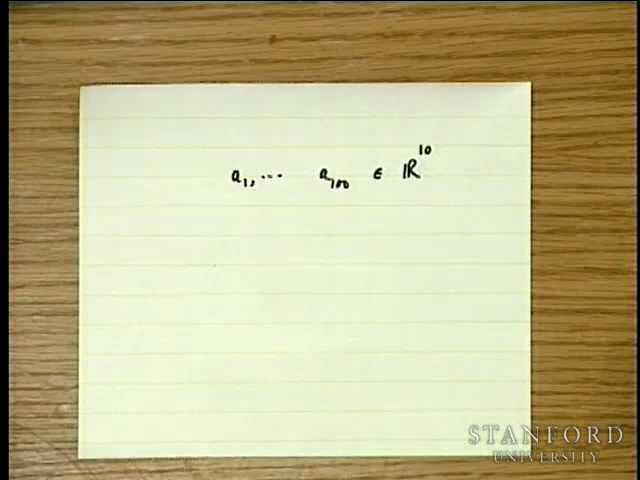 a₁, ... a₁₀₀ ∈ ℝ¹⁰
STANFORD
UNIVERSITY